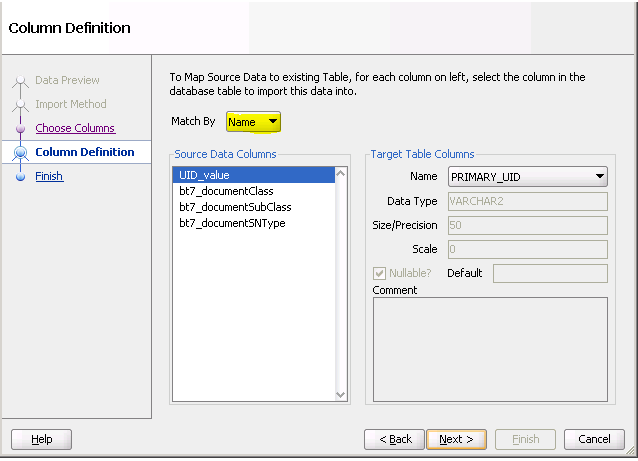 Column Definition
Data Preview
Import Method
Choose Columns
Column Definition
Finish
To Map Source Data to existing Table, for each column on left, select the column in the
database table to import this data into.
Match By Name
Source Data Columns
UID_value
bt7_documentClass
bt7_documentSubClass
bt7_documentSNType
Target Table Columns
Name PRIMARY_UID
Data Type VARCHAR2
Size/Precision 50
Scale 0
Nullable? Default
Comment
Help
< Back
Next >
Finish
Cancel